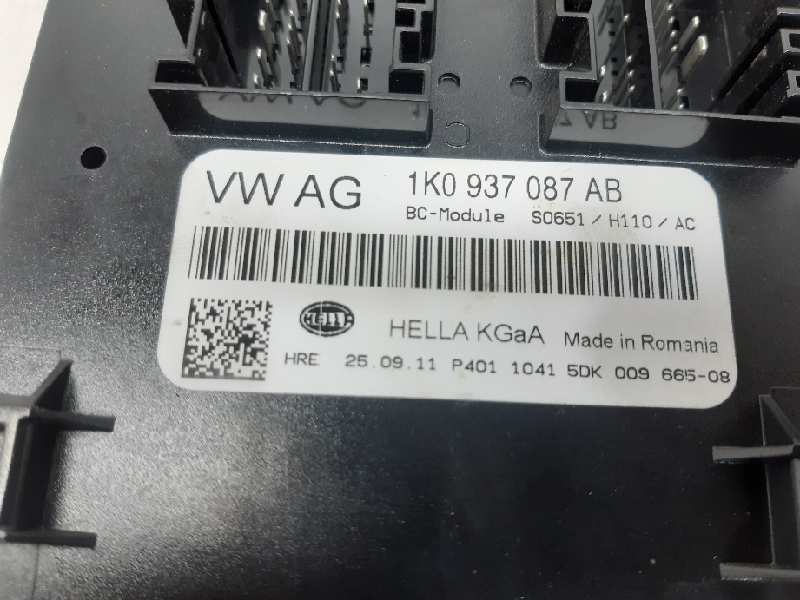 VW AG 1K0 937 087 AB
BC-Module S0651 / H110 / AC
HELLA
HELLA KGaA Made in Romania
HRE 25.09.11 P401 1041 5DK 009 665-08